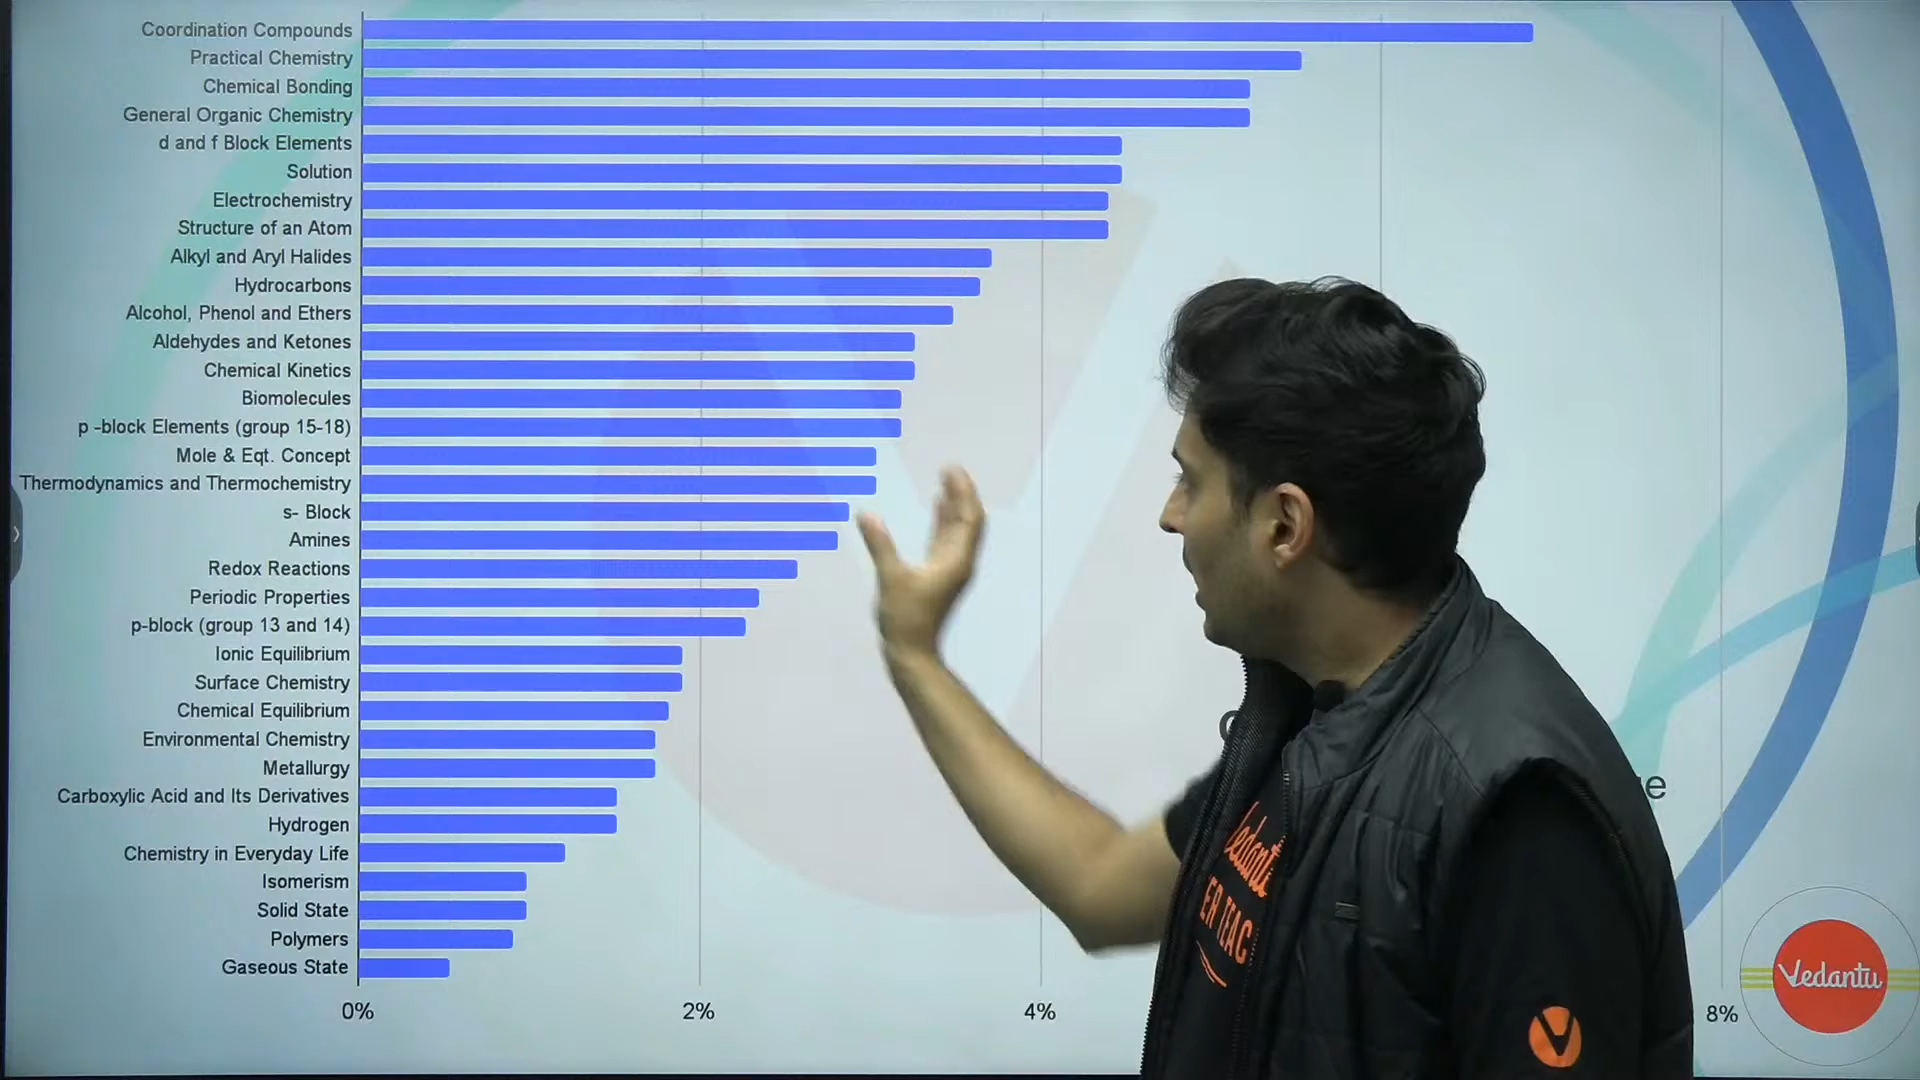 Coordination Compounds
Practical Chemistry
Chemical Bonding
General Organic Chemistry
d and f Block Elements
Solution
Electrochemistry
Structure of an Atom
Alkyl and Aryl Halides
Hydrocarbons
Alcohol, Phenol and Ethers
Aldehydes and Ketones
Chemical Kinetics
Biomolecules
p -block Elements (group 15-18)
Mole & Eqt. Concept
Thermodynamics and Thermochemistry
s- Block
Amines
Redox Reactions
Periodic Properties
p-block (group 13 and 14)
Ionic Equilibrium
Surface Chemistry
Chemical Equilibrium
Environmental Chemistry
Metallurgy
Carboxylic Acid and Its Derivatives
Hydrogen
Chemistry in Everyday Life
Isomerism
Solid State
Polymers
Gaseous State
0% 2% 4% 8%
Vedantu